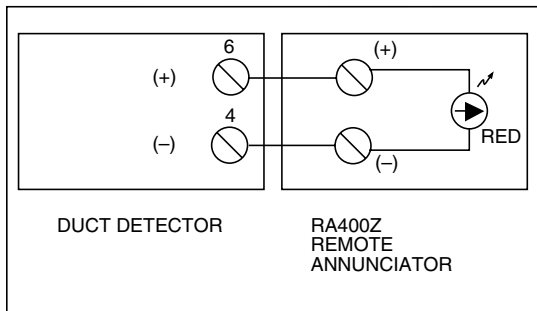 6
(+)
(+)
4
(–)
(–)
RED
DUCT DETECTOR
RA400Z
REMOTE
ANNUNCIATOR